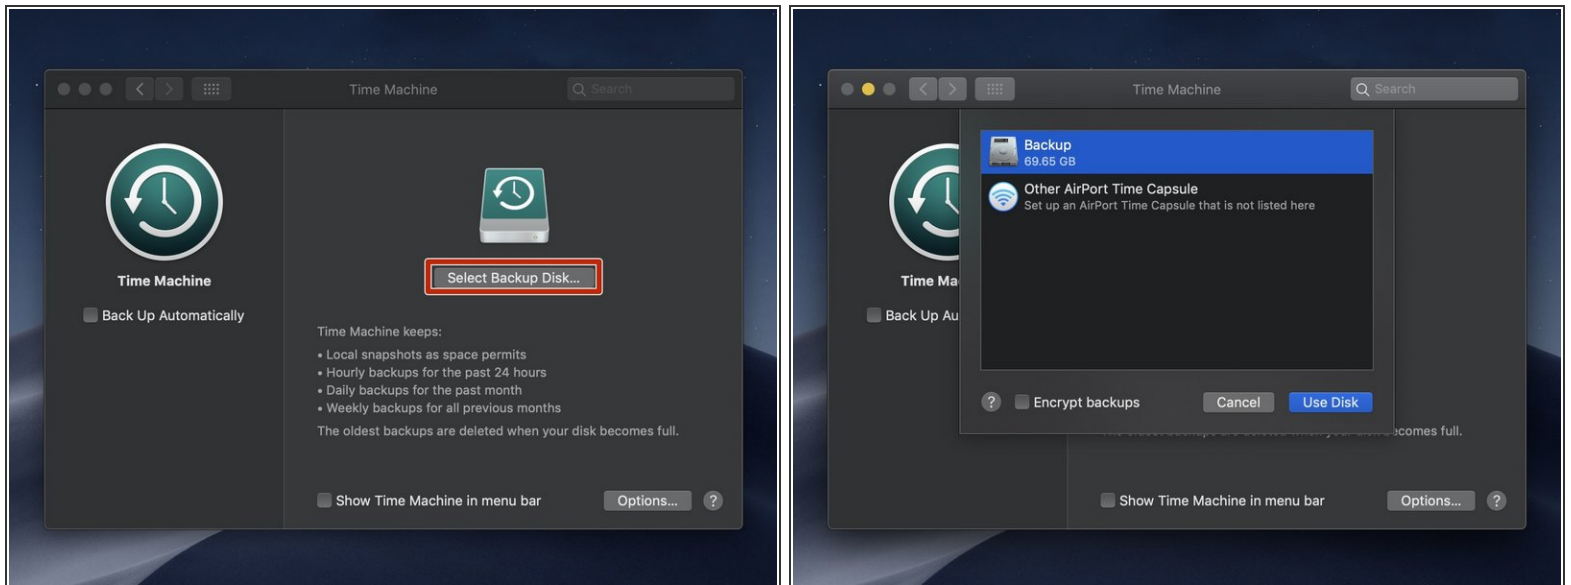 Time Machine
Search
Time Machine
Back Up Automatically
Select Backup Disk...
Time Machine keeps:
• Local snapshots as space permits
• Hourly backups for the past 24 hours
• Daily backups for the past month
• Weekly backups for all previous months
The oldest backups are deleted when your disk becomes full.
Show Time Machine in menu bar
Options...
?
Time Machine
Search
Time Ma
Back Up Au
Backup
69.65 GB
Other AirPort Time Capsule
Set up an AirPort Time Capsule that is not listed here
?
Encrypt backups
Cancel
Use Disk
ecomes full.
Show Time Machine in menu bar
Options...
?